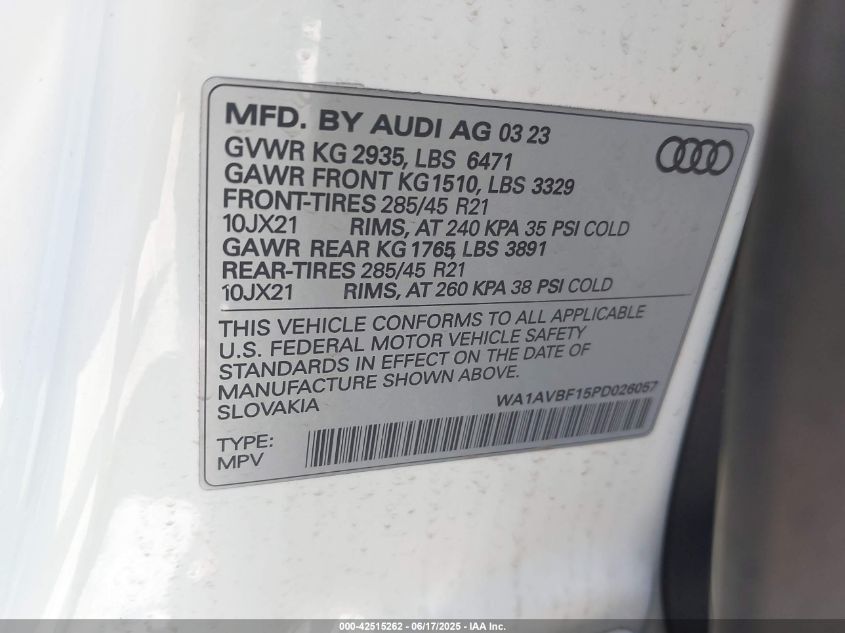 MFD. BY AUDI AG 03 23
GVWR KG 2935, LBS 6471
GAWR FRONT KG1510, LBS 3329
FRONT-TIRES 285/45 R21
10JX21 RIMS, AT 240 KPA 35 PSI COLD
GAWR REAR KG 1765, LBS 3891
REAR-TIRES 285/45 R21
10JX21 RIMS, AT 260 KPA 38 PSI COLD
THIS VEHICLE CONFORMS TO ALL APPLICABLE
U.S. FEDERAL MOTOR VEHICLE SAFETY
STANDARDS IN EFFECT ON THE DATE OF
MANUFACTURE SHOWN ABOVE.
SLOVAKIA
WA1AVBF15PD026057
TYPE:
MPV
000-42515262 - 06/17/2025 - IAA Inc.